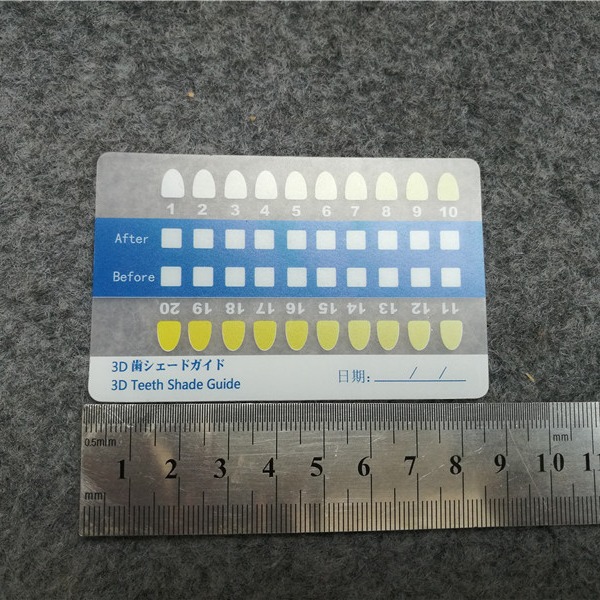 1 2 3 4 5 6 7 8 9 10
After
Before
20 19 18 17 16 15 14 13 12 11
3D 歯シェードガイド
3D Teeth Shade Guide
日期: / /
0.5mm mm
1 2 3 4 5 6 7 8 9 10 11
mm